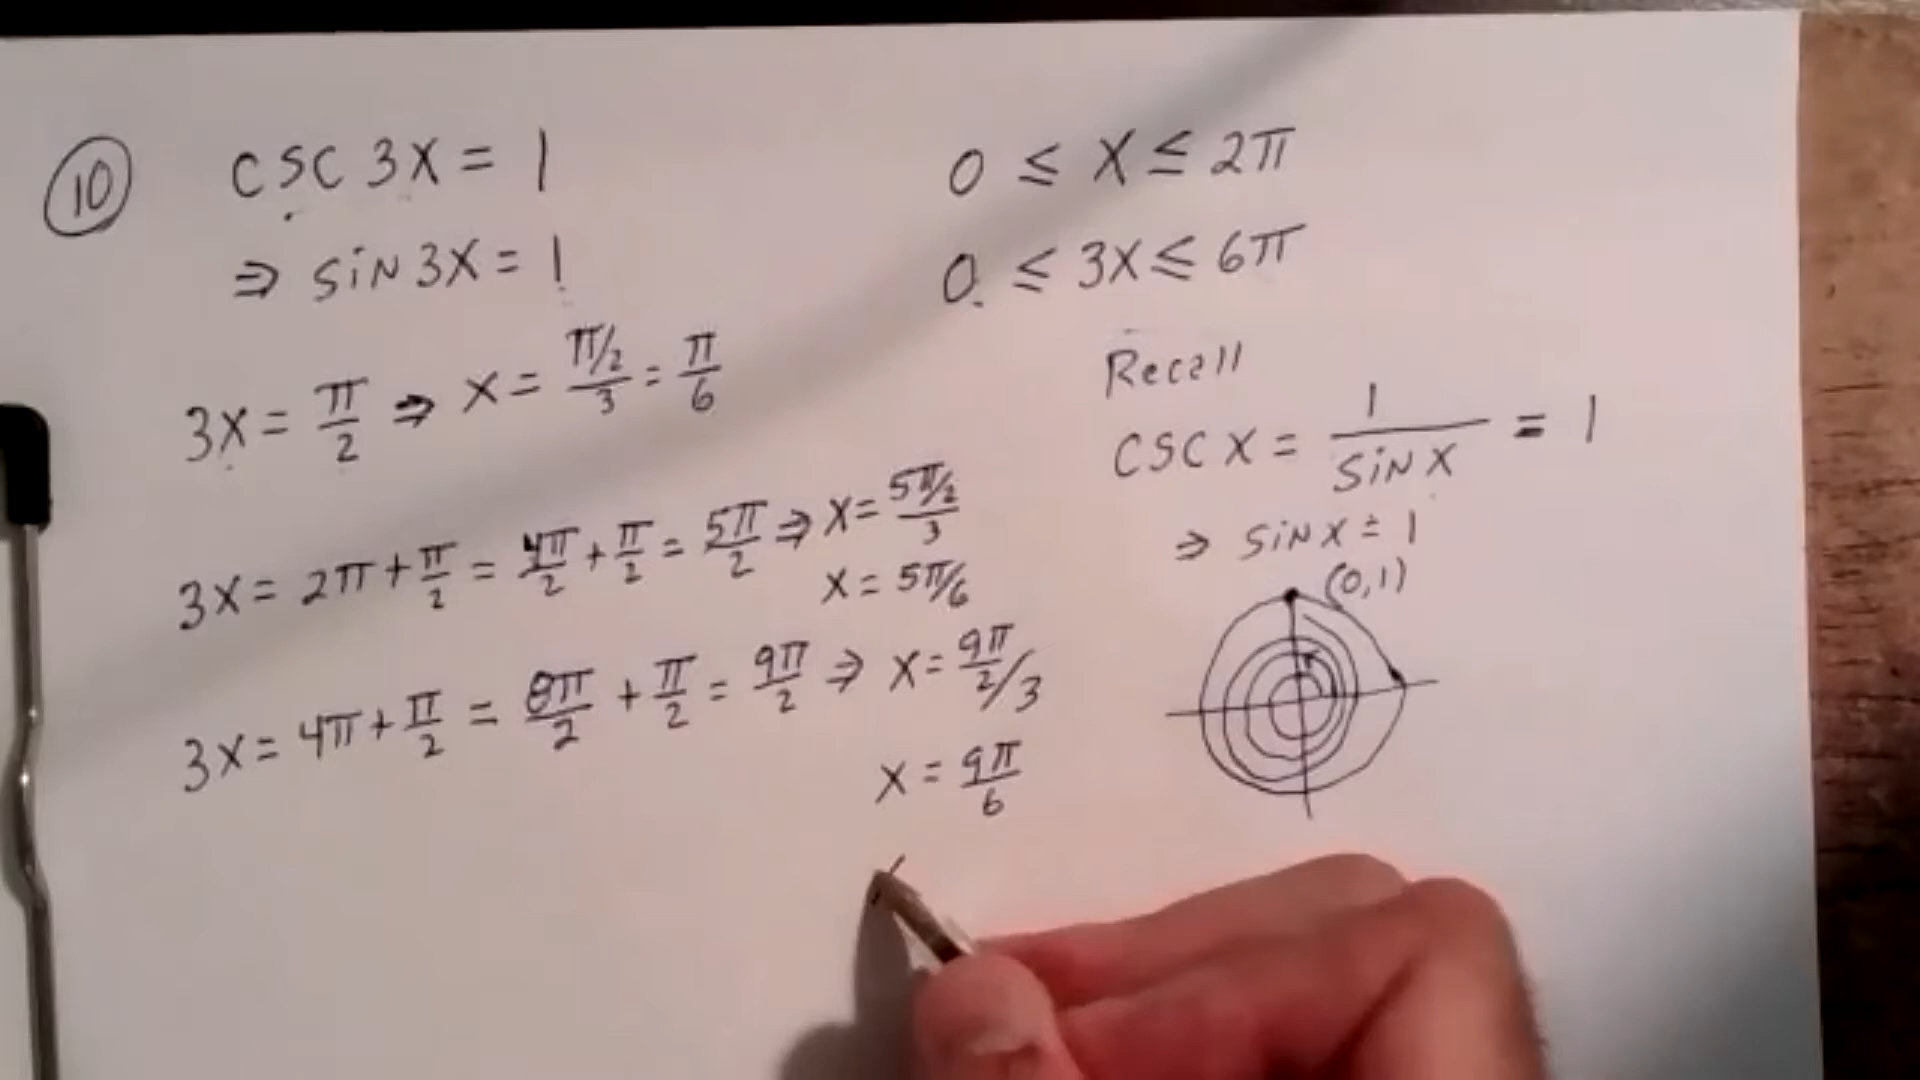 10 CSC 3X = 1
⇒ SiN 3X = 1
3X = π/2 ⇒ X = (π/2)/3 = π/6
3X = 2π + π/2 = 4π/2 + π/2 = 5π/2 ⇒ X = (5π/2)/3
X = 5π/6
3X = 4π + π/2 = 8π/2 + π/2 = 9π/2 ⇒ X = 9π/2/3
X = 9π/6
0 ≤ X ≤ 2π
0 ≤ 3X ≤ 6π
Recall
CSC X = 1/SiN X = 1
⇒ SiN X = 1
(0,1)